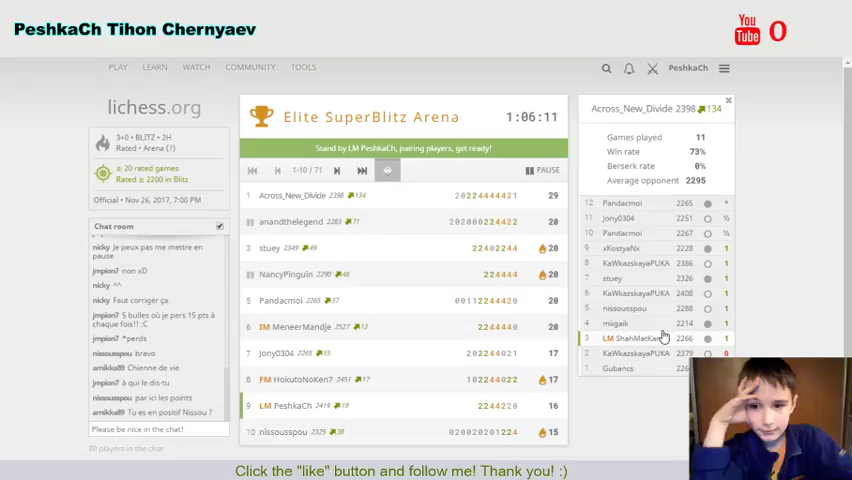 PeshkaCh Tihon Chernyaev
You Tube 0
PLAY LEARN WATCH COMMUNITY TOOLS PeshkaCh
lichess.org
3+0 • BLITZ • 2H
Rated • Arena (?)
≥ 20 rated games
Rated ≥ 2200 in Blitz
Official • Nov 26, 2017, 7:00 PM
Chat room
nicky Je peux pas me mettre en
pause
jmpion7 non xD
nicky ^^
nicky Faut corriger ça.
jmpion7 5 bulles où je pers 15 pts à
chaque fois!! :C
jmpion7 *perds
nissousspou bravo
arnikka89 Chienne de vie
jmpion7 à qui le dis-tu
nissousspou par ici les points
arnikka89 Tu es en positif Nissou ?
Please be nice in the chat!
80 players in the chat
Elite SuperBlitz Arena 1:06:11
Stand by LM PeshkaCh, pairing players, get ready!
1-10 / 71 PAUSE
1 Across_New_Divide 2398 134 20224444421 29
anandthelegend 2283 71 202000224422 20
3 stuey 2349 49 22402244 20
NancyPinguin 2290 46 224444 20
5 Pandacmoi 2265 37 00112244420 20
6 IM MeneerMandje 2527 12 2244440 20
7 Jony0304 2265 55 20
8 FM HokutoNoKen7 2451 17 102244022 17
9 LM PeshkaCh 2419 19 2244220 16
10 nissousspou 2325 38 020020201224 15
Across_New_Divide 2398 134
Games played 11
Win rate 73%
Berserk rate 0%
Average opponent 2295
12 Pandacmoi 2265 *
11 Jony0304 2251 ½
10 Pandacmoi 2267 ½
9 xKostyaNx 2228 1
8 KaWkazskayaPUKA 2386 1
7 stuey 2326 1
6 KaWkazskayaPUKA 2408 1
5 nissousspou 2288 1
4 miigaik 2214 1
3 LM ShahMatKan 2266 1
2 KaWkazskayaPUKA 2379 0
1 Gubancs
Click the "like" button and follow me! Thank you! :)